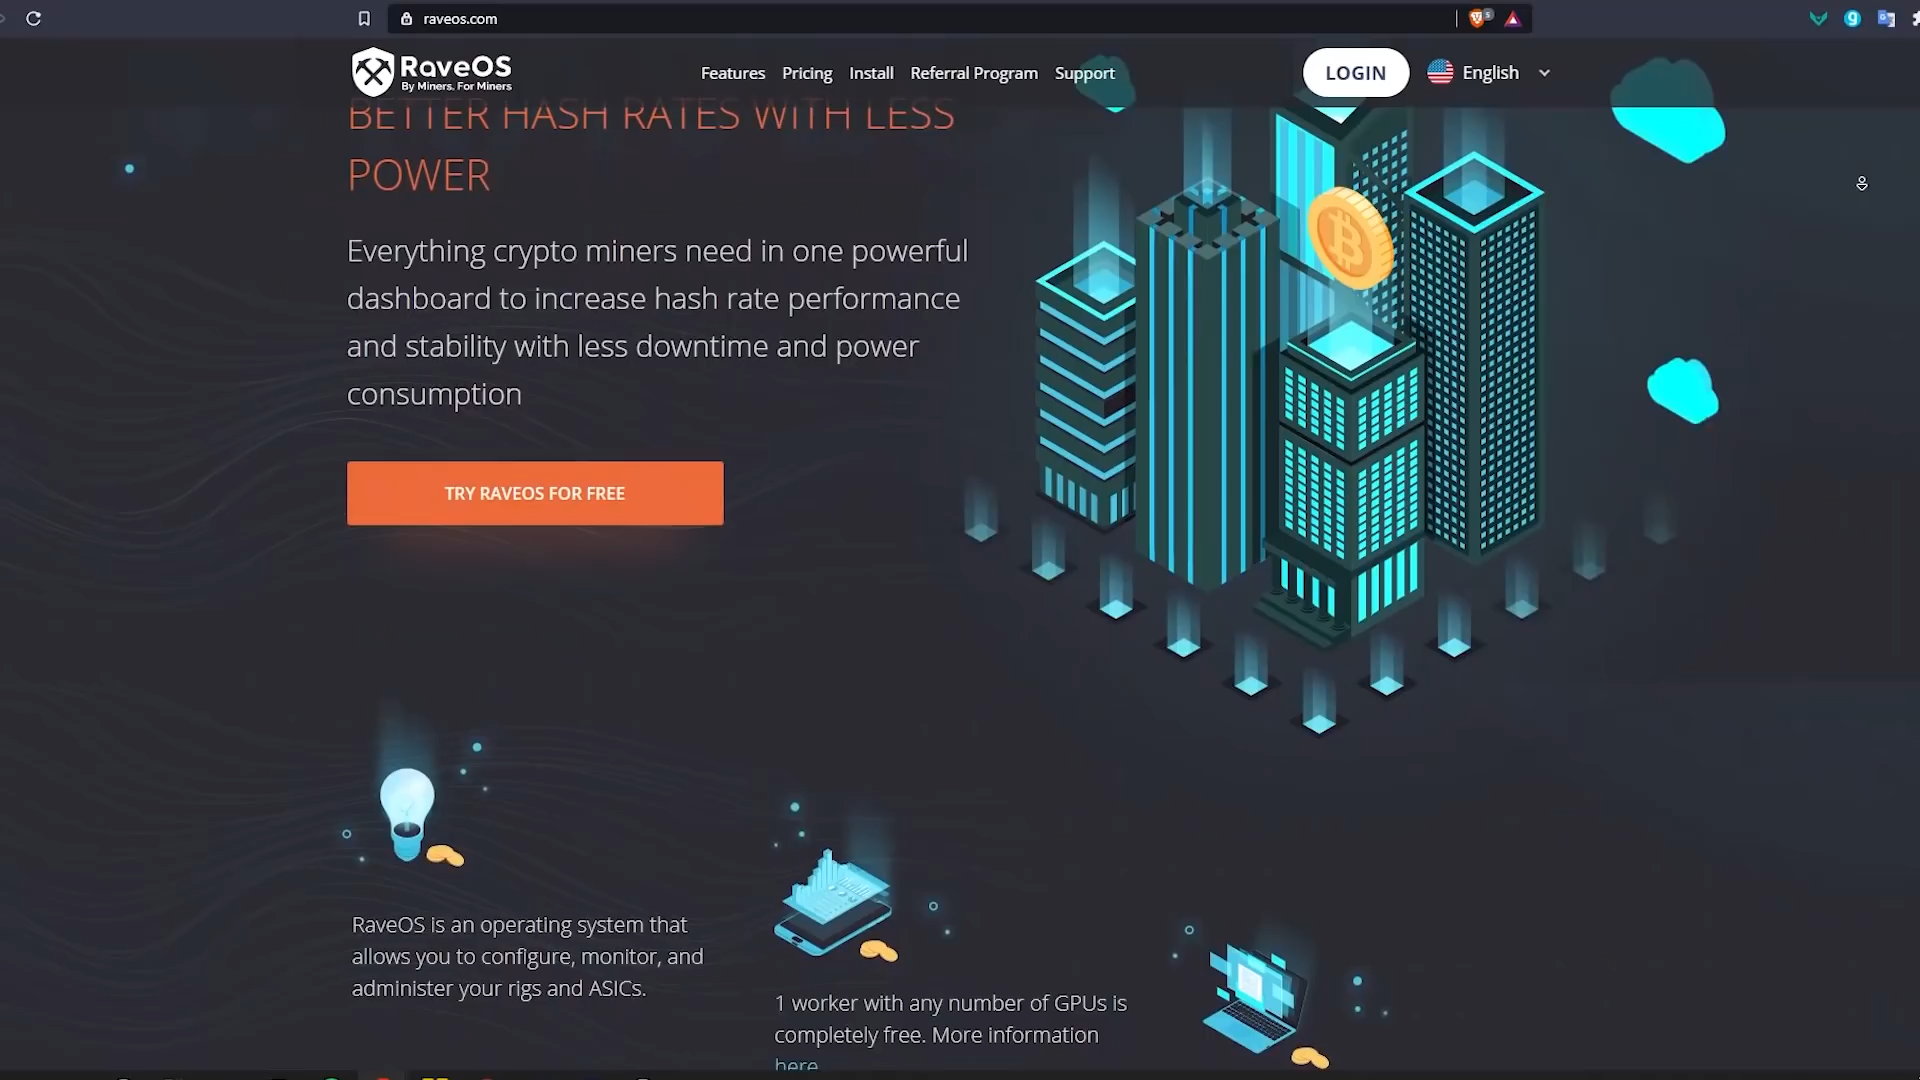 raveos.com
5
RaveOS
By Miners. For Miners
Features Pricing Install Referral Program Support
LOGIN
English
BETTER HASH RATES WITH LESS
POWER
Everything crypto miners need in one powerful
dashboard to increase hash rate performance
and stability with less downtime and power
consumption
TRY RAVEOS FOR FREE
RaveOS is an operating system that
allows you to configure, monitor, and
administer your rigs and ASICs.
1 worker with any number of GPUs is
completely free. More information
here